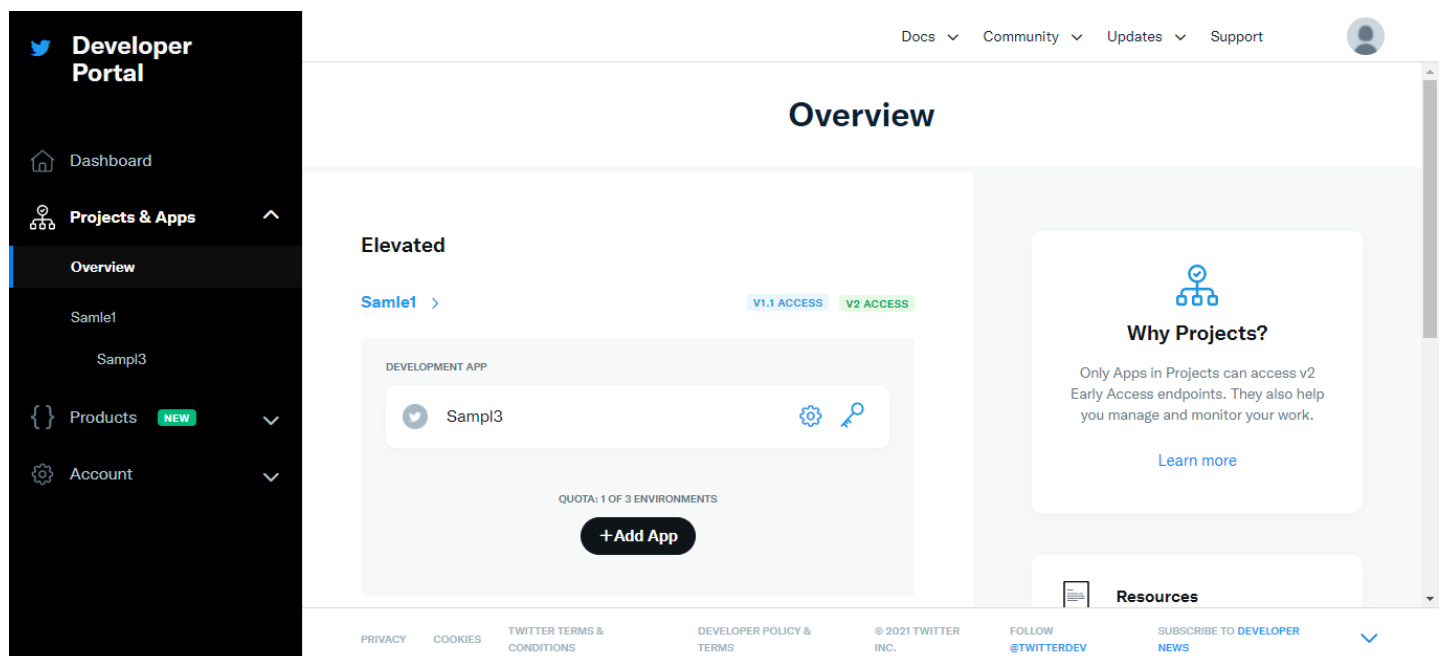 Developer
Portal
Docs Community Updates Support
Overview
Dashboard
Projects & Apps
Overview
Samle1
Sampl3
Products NEW
Account
Elevated
Samle1 V1.1 ACCESS V2 ACCESS
DEVELOPMENT APP
Sampl3
QUOTA: 1 OF 3 ENVIRONMENTS
+Add App
Why Projects?
Only Apps in Projects can access v2
Early Access endpoints. They also help
you manage and monitor your work.
Learn more
Resources
PRIVACY
COOKIES
TWITTER TERMS &
CONDITIONS
DEVELOPER POLICY &
TERMS
© 2021 TWITTER
INC.
FOLLOW
@TWITTERDEV
SUBSCRIBE TO DEVELOPER
NEWS